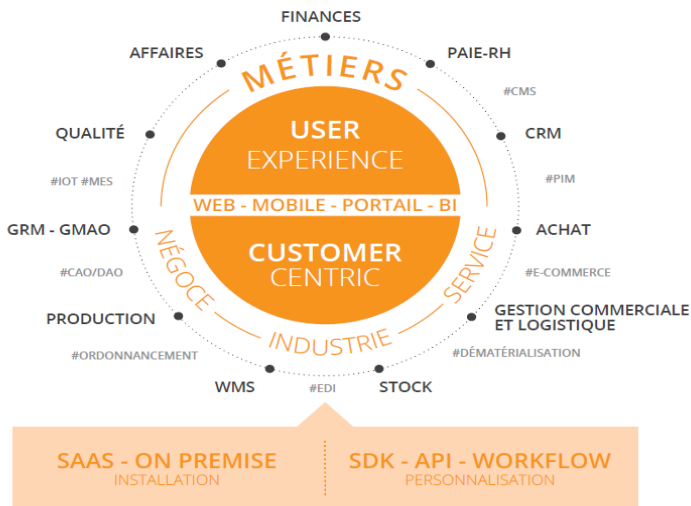 FINANCES
AFFAIRES
PAIE-RH
MÉTIERS
#CMS
USER
EXPERIENCE
QUALITÉ
CRM
#IOT #MES
#PIM
WEB - MOBILE - PORTAIL - BI
GRM - GMAO
ACHAT
NÉGOCE
SERVICE
CUSTOMER
CENTRIC
#CAO/DAO
#E-COMMERCE
PRODUCTION
GESTION COMMERCIALE
ET LOGISTIQUE
INDUSTRIE
#ORDONNANCEMENT
#DÉMATÉRIALISATION
WMS
#EDI
STOCK
SAAS - ON PREMISE
INSTALLATION
SDK - API - WORKFLOW
PERSONNALISATION